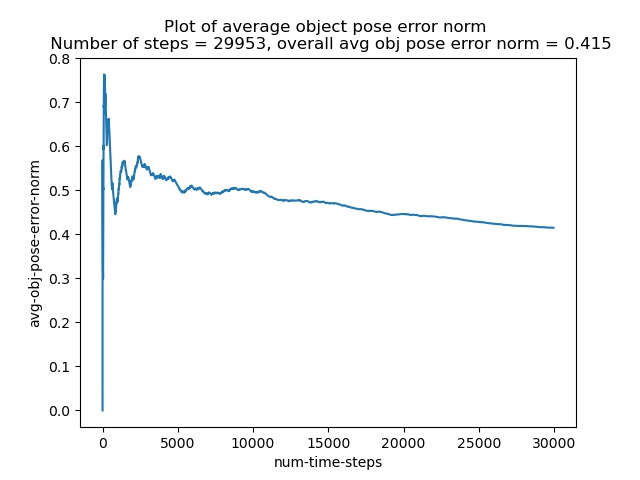 Plot of average object pose error norm
Number of steps = 29953, overall avg obj pose error norm = 0.415
0.8
0.7
0.6
0.5
0.4
0.3
0.2
0.1
0.0
avg-obj-pose-error-norm
0 5000 10000 15000 20000 25000 30000
num-time-steps